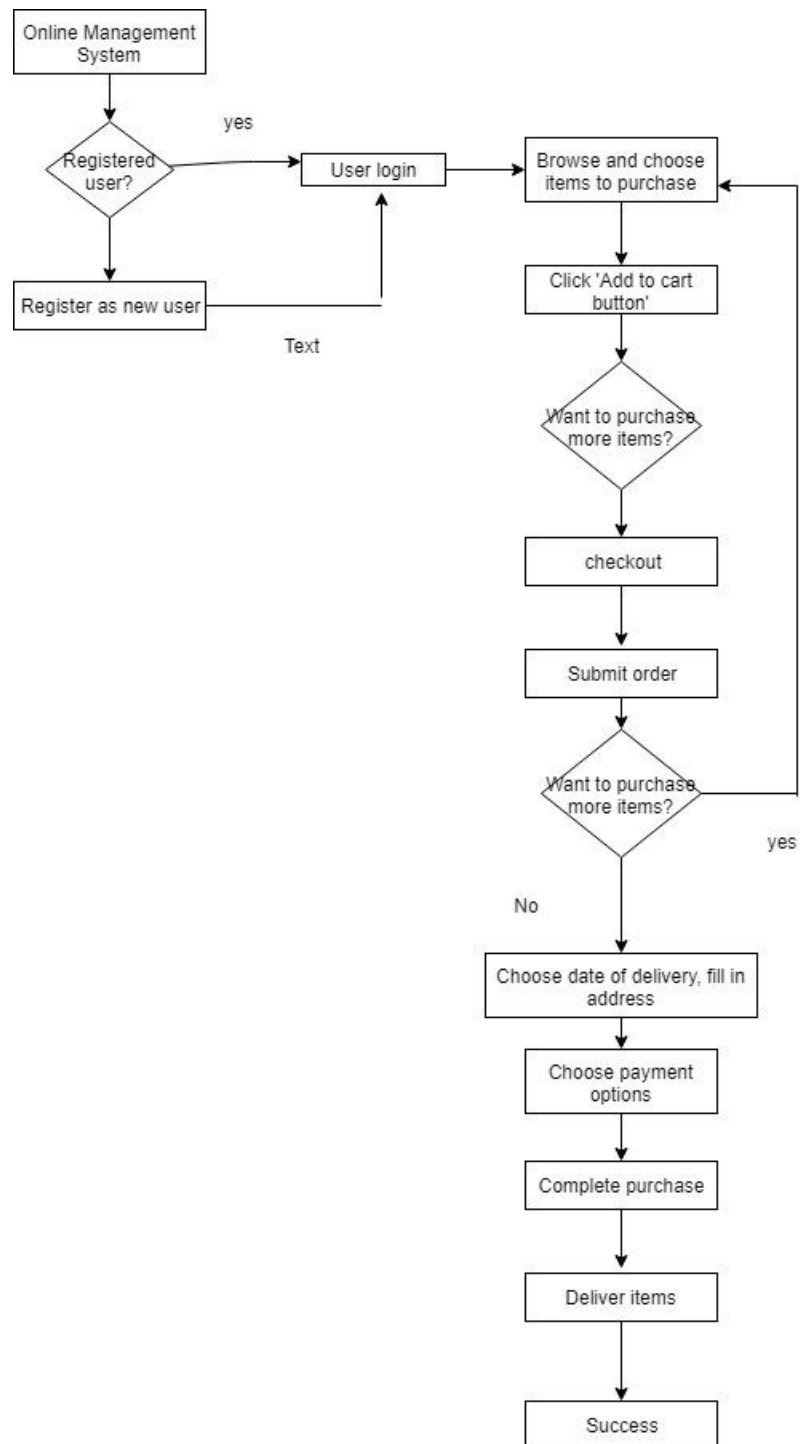 Online Management
System
yes
Registered
user?
User login
Browse and choose
items to purchase
Register as new user
Text
Click 'Add to cart
button'
Want to purchase
more items?
checkout
Submit order
Want to purchase
more items?
yes
No
Choose date of delivery, fill in
address
Choose payment
options
Complete purchase
Deliver items
Success